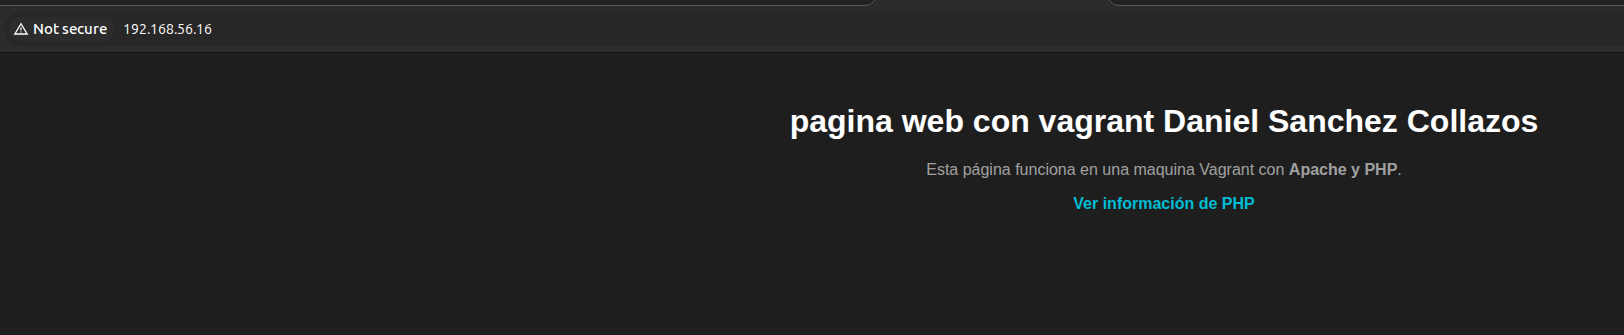 Not secure 192.168.56.16
pagina web con vagrant Daniel Sanchez Collazos
Esta página funciona en una maquina Vagrant con Apache y PHP.
Ver información de PHP